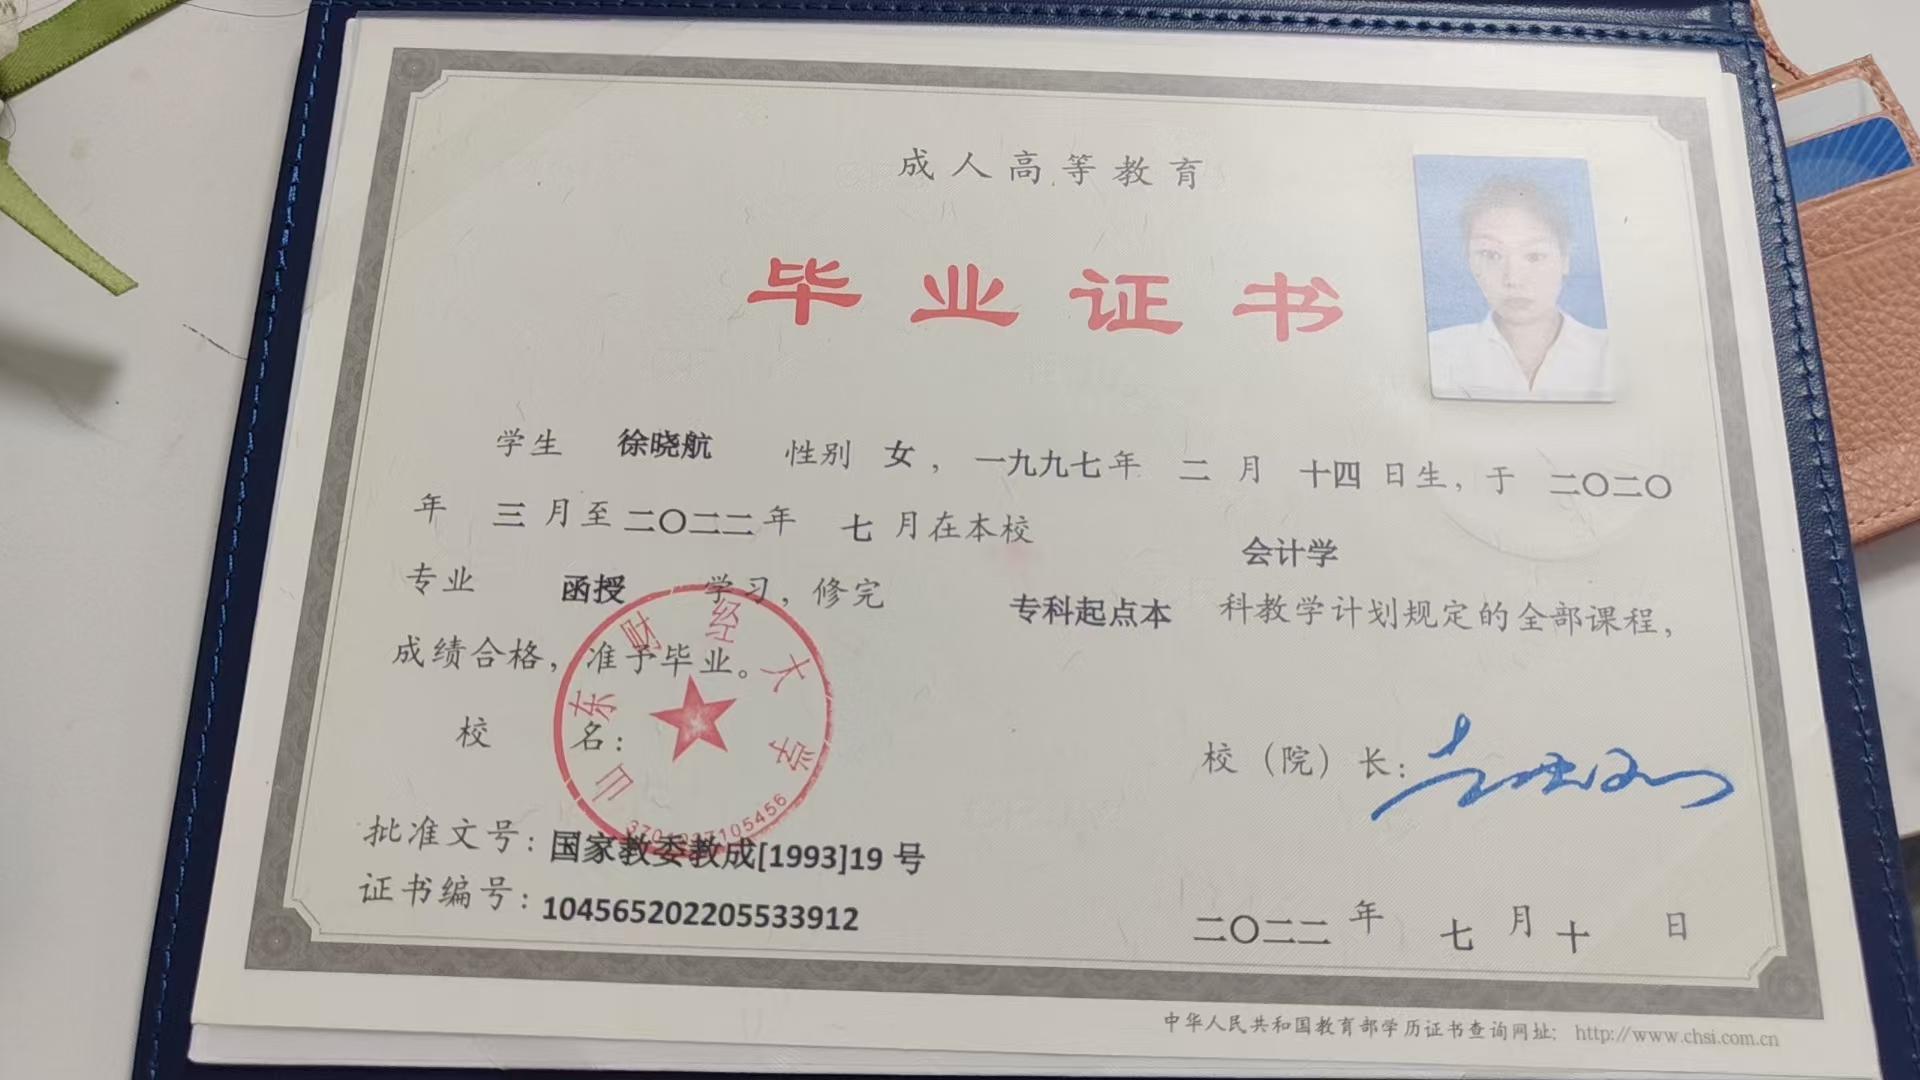 成人高等教育
毕业证书
学生 徐晓航 性别 女，一九九七年 二 月 十四 日生，于 二〇二〇
年 三 月至二〇二二年 七 月在本校 会计学
专业 函授 学习，修完 专科起点本 科教学计划规定的全部课程，
成绩合格，准予毕业。
山东财经大学
校 名：
校（院）长：
批准文号：国家教委教成[1993]19 号
证书编号：104565202205533912
二〇二二年 七 月 十 日
中华人民共和国教育部学历证书查询网址： http://www.chsi.com.cn